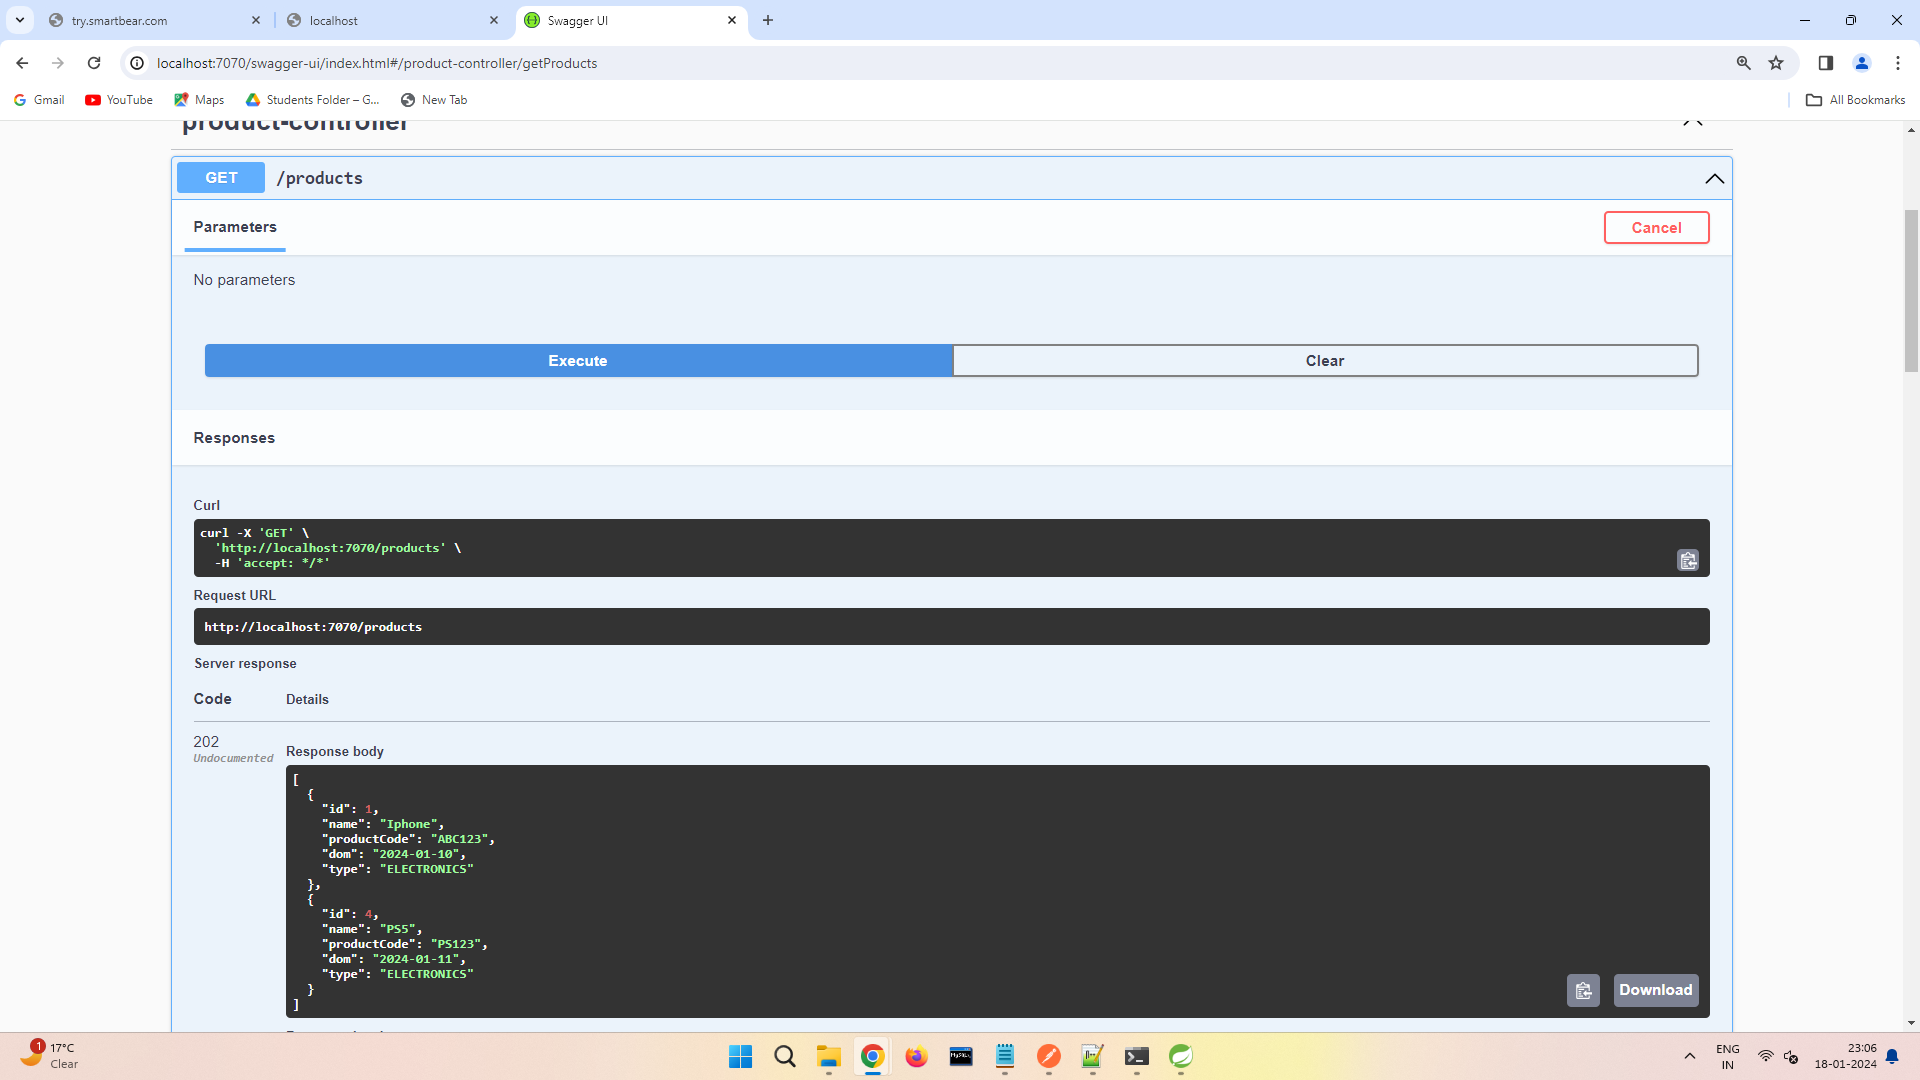 try.smartbear.com
localhost
Swagger UI
localhost:7070/swagger-ui/index.html#/product-controller/getProducts
Gmail
YouTube
Maps
Students Folder – G...
New Tab
All Bookmarks
product-controller
GET /products
Parameters
Cancel
No parameters
Execute
Clear
Responses
Curl
curl -X 'GET' \
'http://localhost:7070/products' \
-H 'accept: */*'
Request URL
http://localhost:7070/products
Server response
Code Details
202
Undocumented
Response body
[
{
"id": 1,
"name": "Iphone",
"productCode": "ABC123",
"dom": "2024-01-10",
"type": "ELECTRONICS"
},
{
"id": 4,
"name": "PS5",
"productCode": "PS123",
"dom": "2024-01-11",
"type": "ELECTRONICS"
}
]
Download
1
17°C
Clear
MySQL
ENG
IN
23:06
18-01-2024